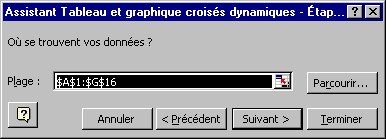 Assistant Tableau et graphique croisés dynamiques - Étap...
Où se trouvent vos données ?
Plage : $A$1:$G$16 Parcourir...
Annuler < Précédent Suivant > Terminer